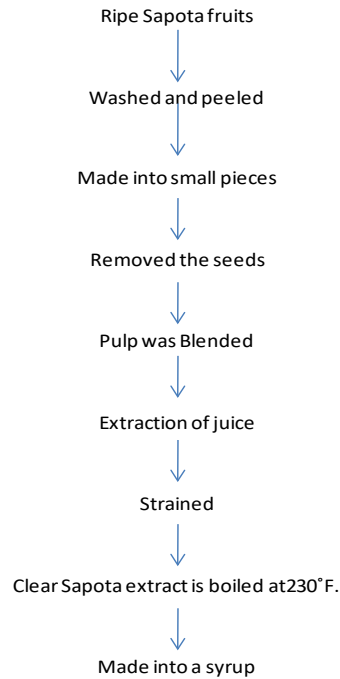 Ripe Sapota fruits
Washed and peeled
Made into small pieces
Removed the seeds
Pulp was Blended
Extraction of juice
Strained
Clear Sapota extract is boiled at230˚F.
Made into a syrup